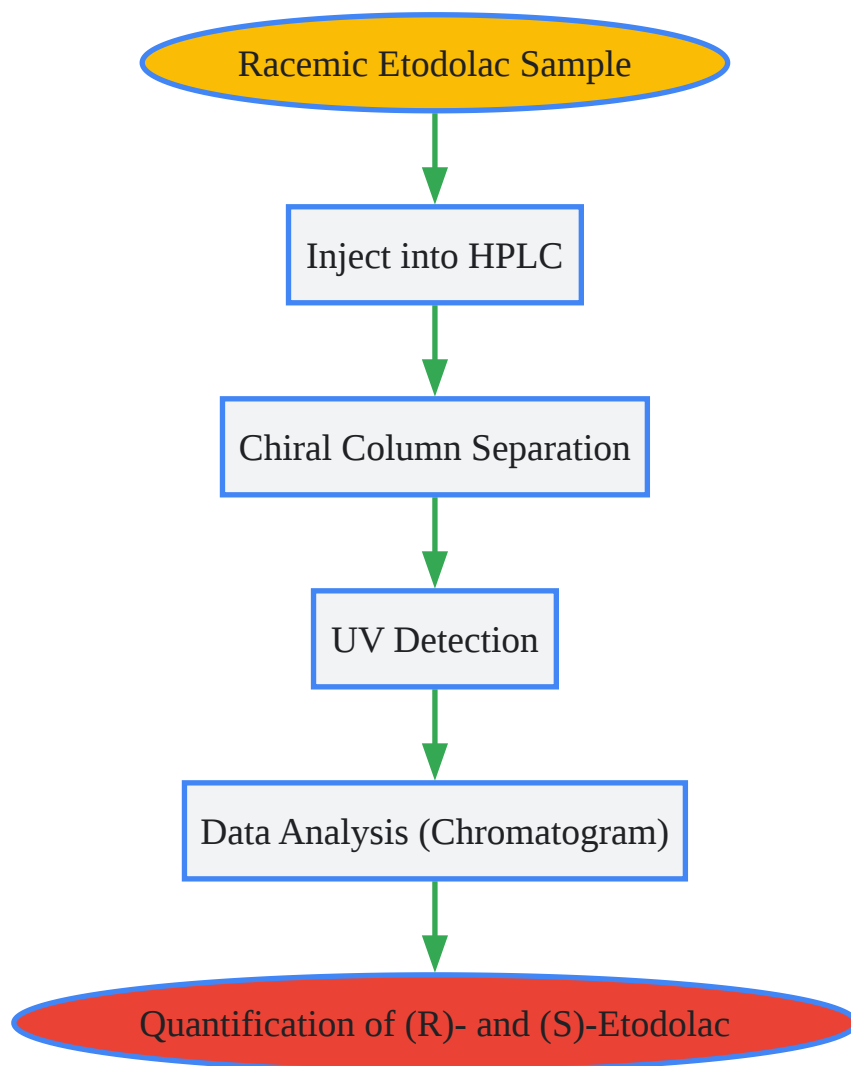 Racemic Etodolac Sample
Inject into HPLC
Chiral Column Separation
UV Detection
Data Analysis (Chromatogram)
Quantification of (R)- and (S)-Etodolac